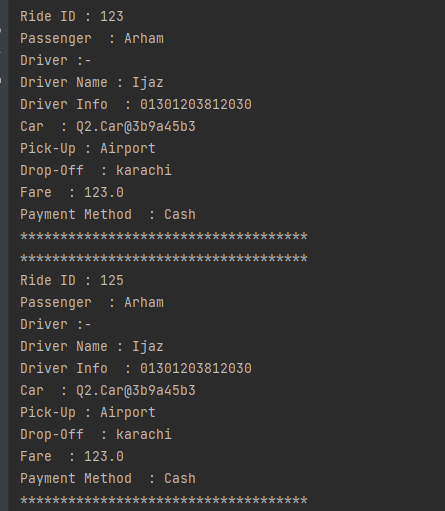 Ride ID : 123
Passenger  : Arham
Driver :-
Driver Name : Ijaz
Driver Info  : 01301203812030
Car  : Q2.Car@3b9a45b3
Pick-Up : Airport
Drop-Off  : karachi
Fare  : 123.0
Payment Method  : Cash
************************************
************************************
Ride ID : 125
Passenger  : Arham
Driver :-
Driver Name : Ijaz
Driver Info  : 01301203812030
Car  : Q2.Car@3b9a45b3
Pick-Up : Airport
Drop-Off  : karachi
Fare  : 123.0
Payment Method  : Cash
************************************